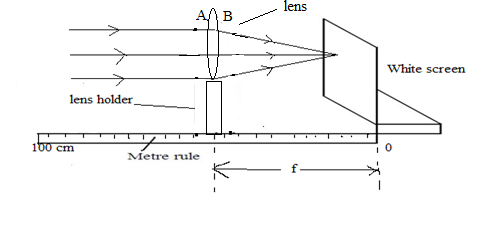 A B
lens
White screen
lens holder
100 cm
Metre rule
0
f